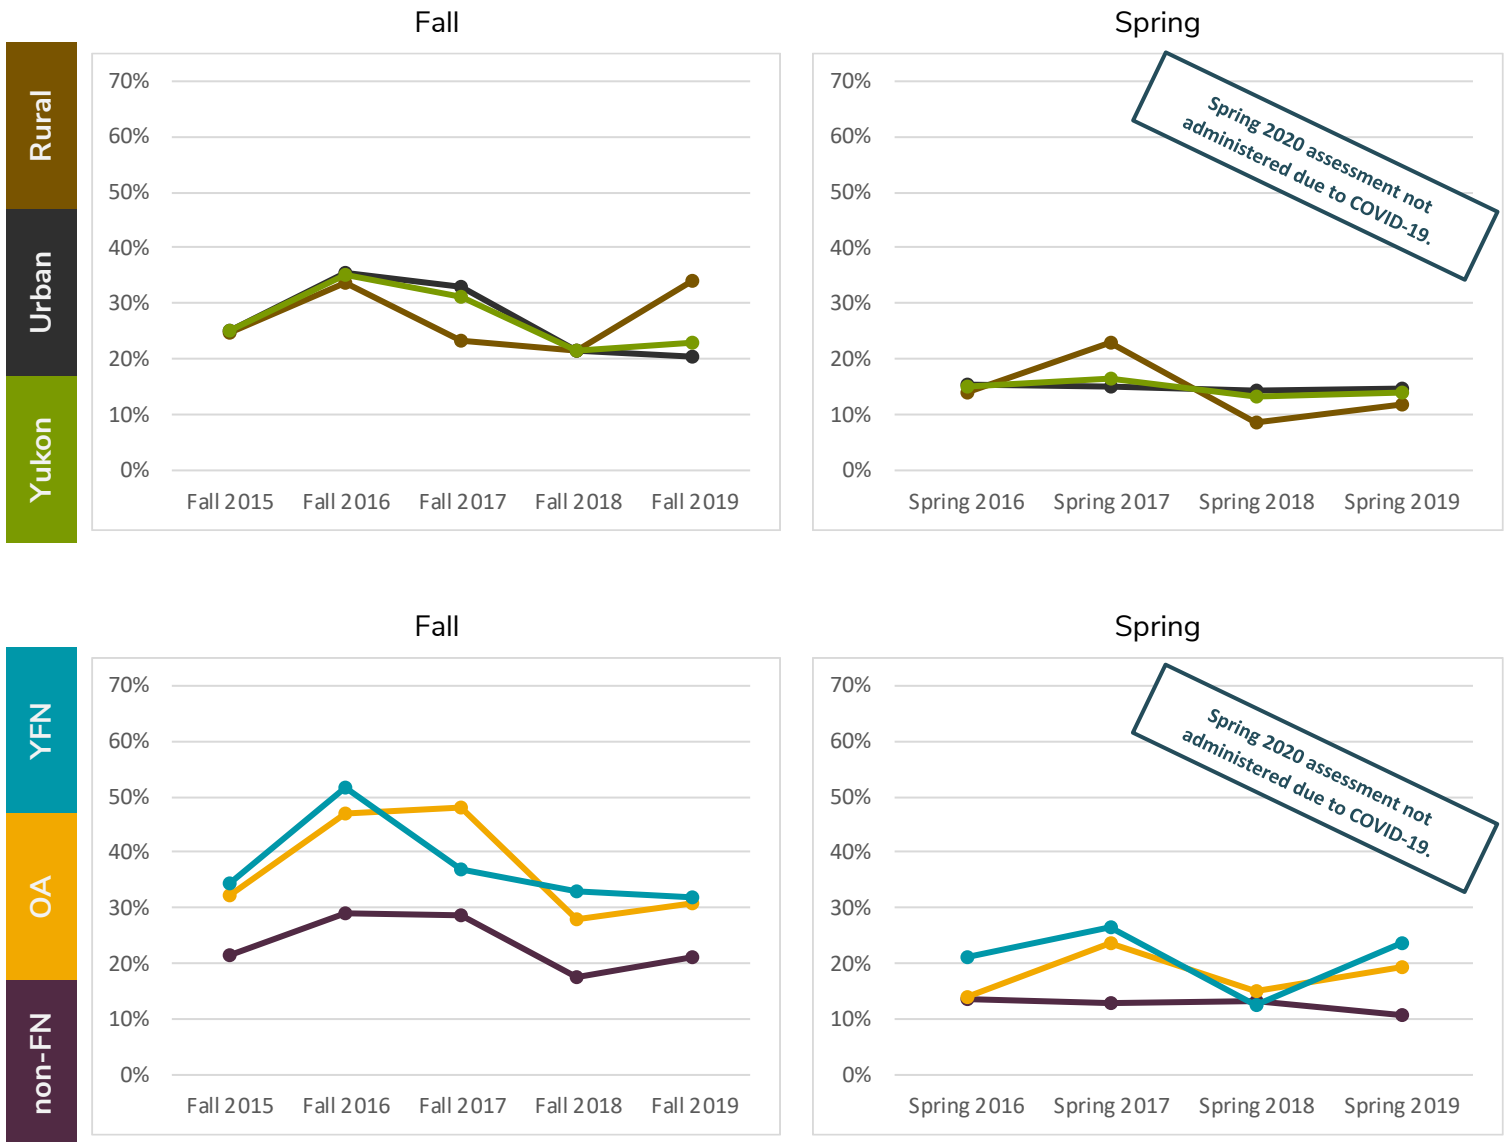 Fall
Spring
Rural
Urban
Yukon
70%
60%
50%
40%
30%
20%
10%
0%
Fall 2015 Fall 2016 Fall 2017 Fall 2018 Fall 2019
70%
60%
50%
40%
30%
20%
10%
0%
Spring 2016 Spring 2017 Spring 2018 Spring 2019
Spring 2020 assessment not
administered due to COVID-19.
Fall
Spring
YFN
OA
non-FN
70%
60%
50%
40%
30%
20%
10%
0%
Fall 2015 Fall 2016 Fall 2017 Fall 2018 Fall 2019
70%
60%
50%
40%
30%
20%
10%
0%
Spring 2016 Spring 2017 Spring 2018 Spring 2019
Spring 2020 assessment not
administered due to COVID-19.